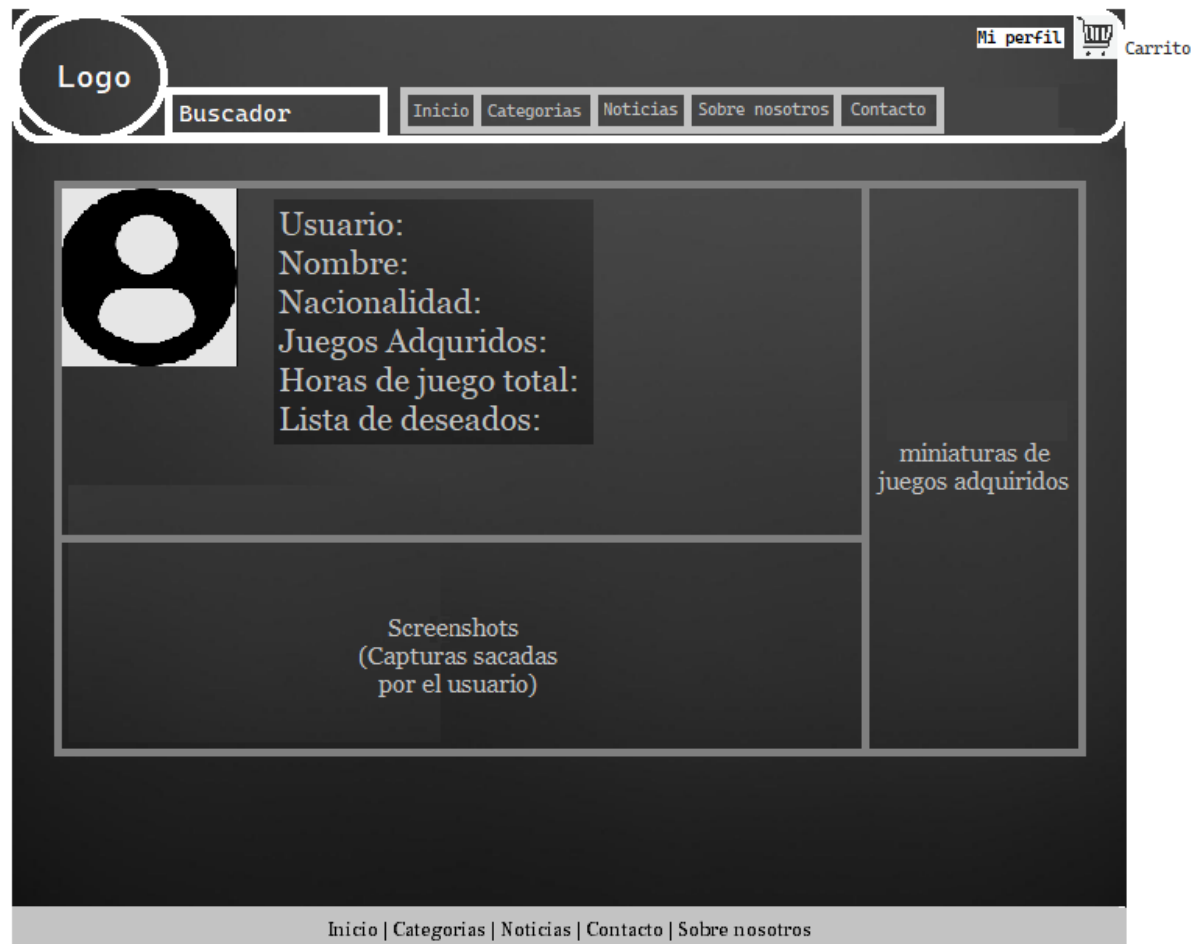 Mi perfil
Carrito
Logo
Buscador
Inicio Categorias Noticias Sobre nosotros Contacto
Usuario:
Nombre:
Nacionalidad:
Juegos Adquridos:
Horas de juego total:
Lista de deseados:
miniaturas de
juegos adquiridos
Screenshots
(Capturas sacadas
por el usuario)
Inicio | Categorias | Noticias | Contacto | Sobre nosotros